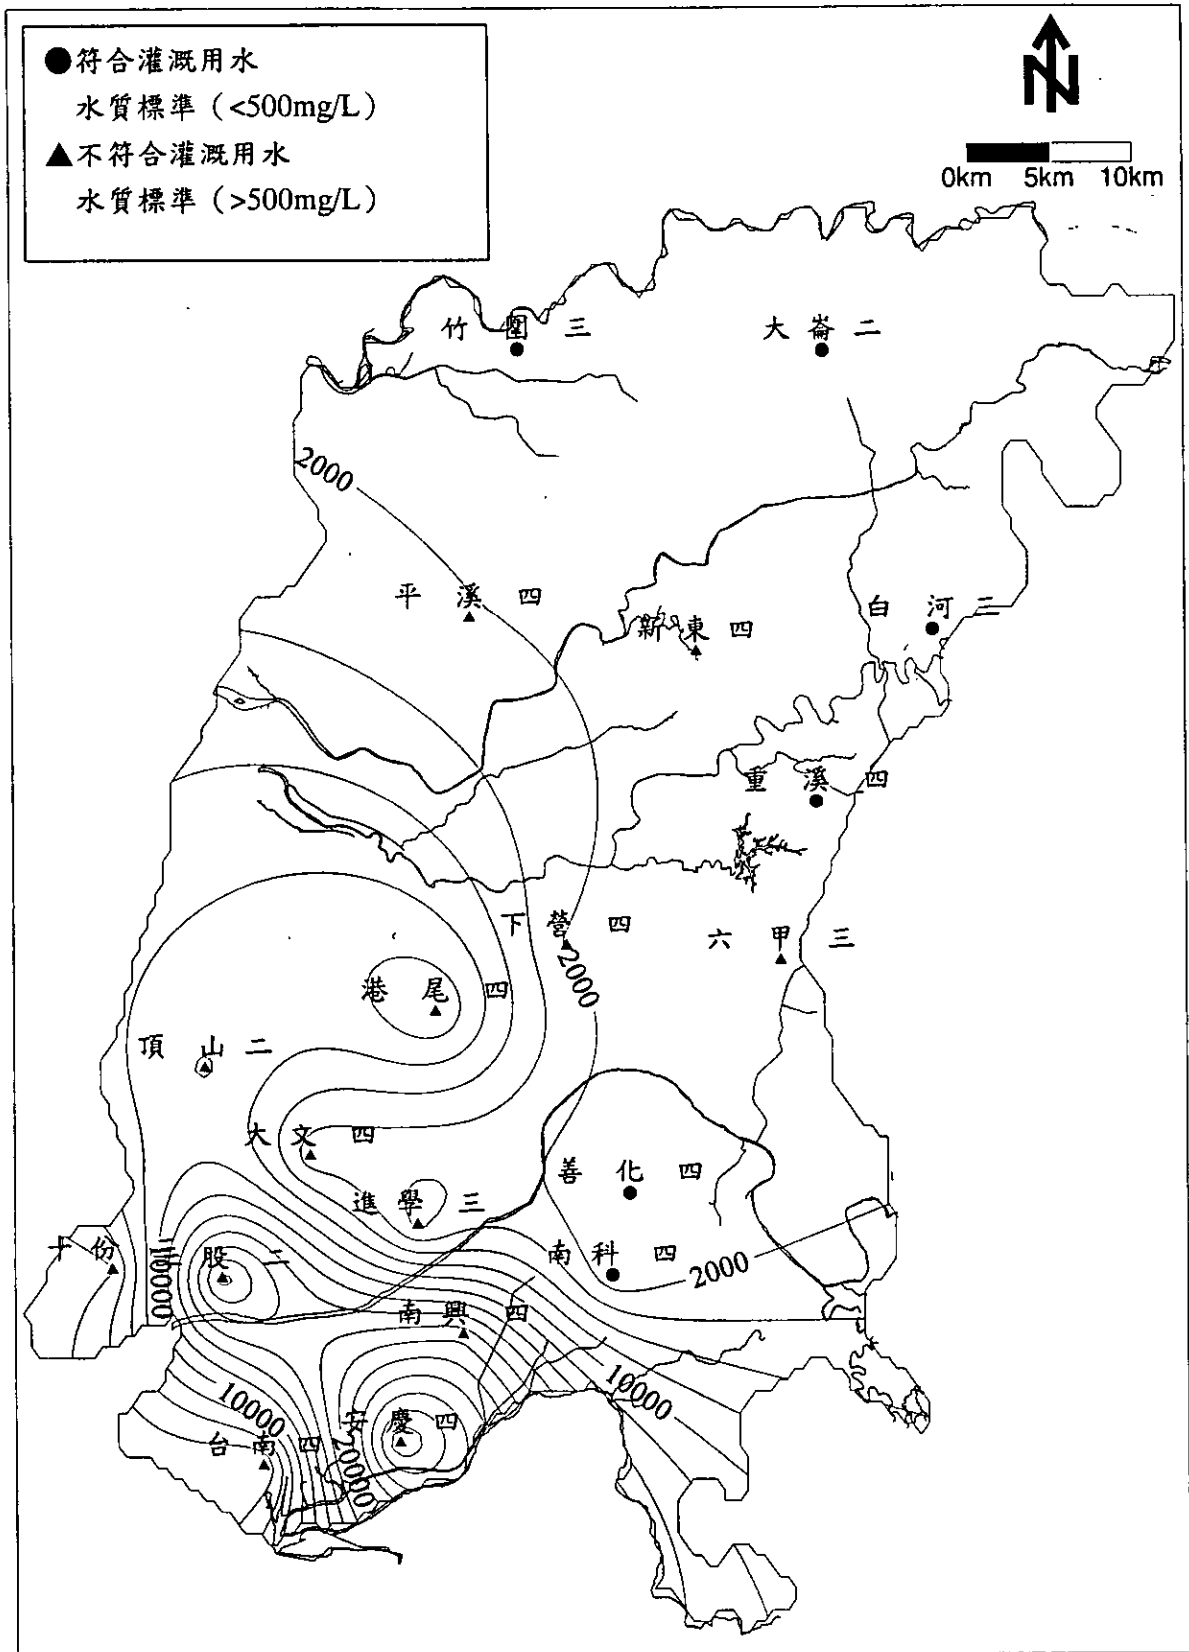 ●符合灌溉用水
水質標準（<500mg/L）
▲不符合灌溉用水
水質標準（>500mg/L）
N
0km 5km 10km
竹圍三
大崙二
2000
平溪四
新東四
白河三
重溪四
下營四
六甲三
2000
港尾四
頂山二
大文四
善化四
進學三
十份
三股二
南科四
2000
10000
南興四
10000
10000
安慶四
台南四
20000